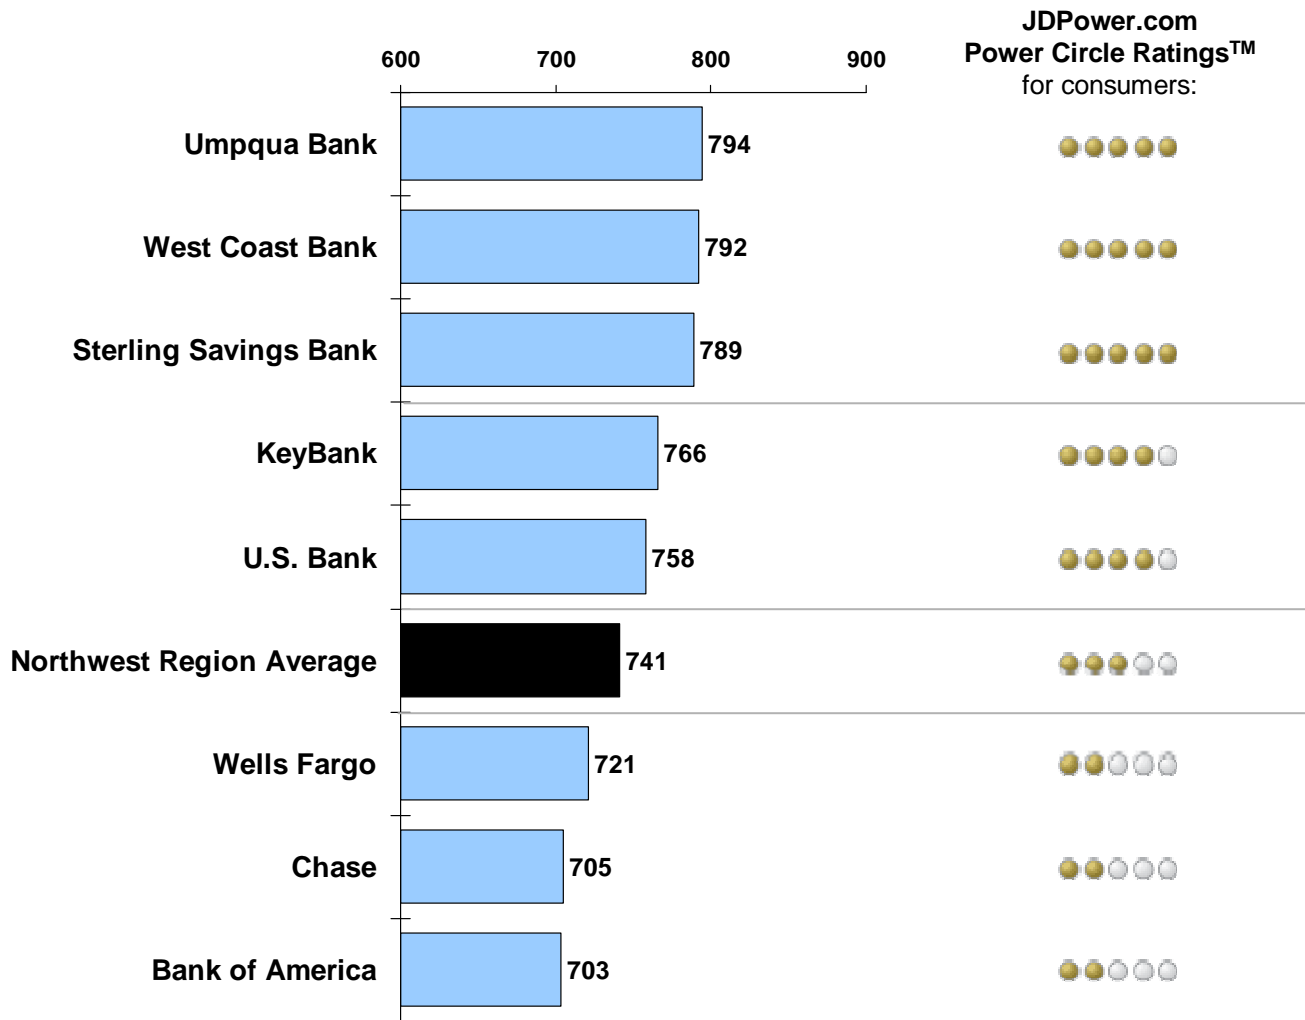 JDPower.com
Power Circle Ratings™
for consumers:
600 700 800 900
Umpqua Bank 794
West Coast Bank 792
Sterling Savings Bank 789
KeyBank 766
U.S. Bank 758
Northwest Region Average 741
Wells Fargo 721
Chase 705
Bank of America 703